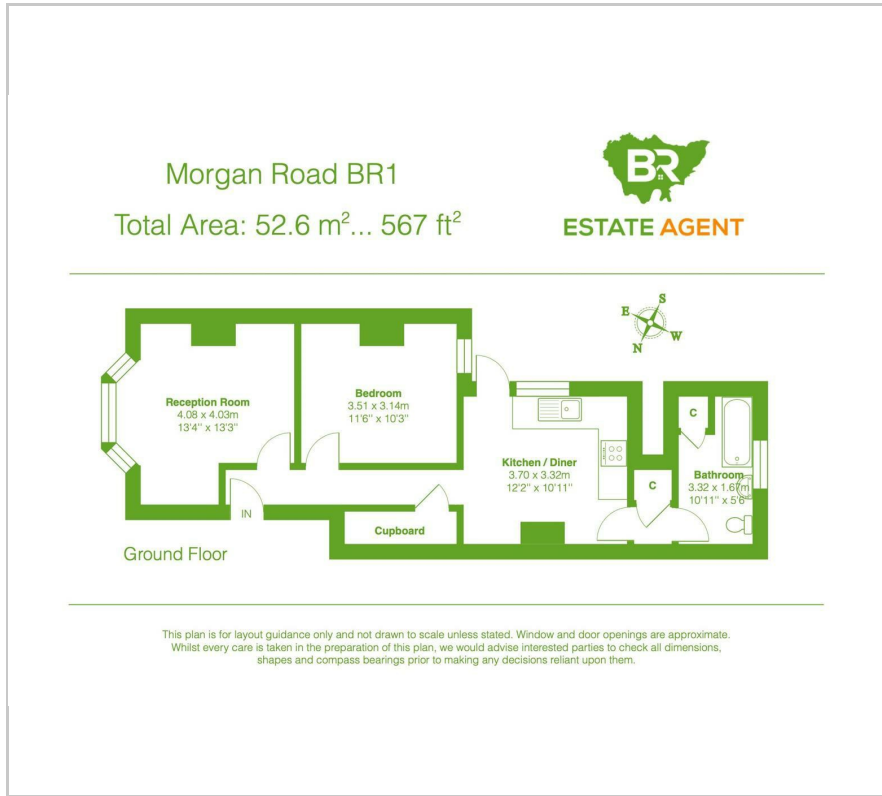 Morgan Road BR1
Total Area: 52.6 m²... 567 ft²
BR
ESTATE AGENT
S
E
W
N
Reception Room
4.08 x 4.03m
13'4" x 13'3"
Bedroom
3.51 x 3.14m
11'6" x 10'3"
Kitchen / Diner
3.70 x 3.32m
12'2" x 10'11"
C
C
Bathroom
3.32 x 1.67m
10'11" x 5'6"
IN
Cupboard
Ground Floor
This plan is for layout guidance only and not drawn to scale unless stated. Window and door openings are approximate.
Whilst every care is taken in the preparation of this plan, we would advise interested parties to check all dimensions,
shapes and compass bearings prior to making any decisions reliant upon them.